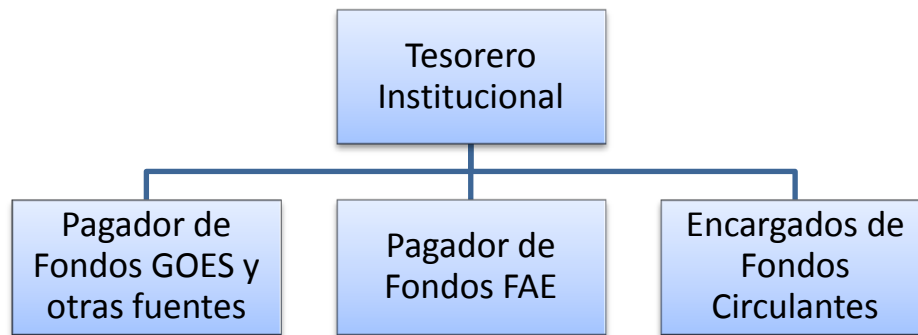 Tesorero
Institucional
Pagador de
Fondos GOES y
otras fuentes
Pagador de
Fondos FAE
Encargados de
Fondos
Circulantes